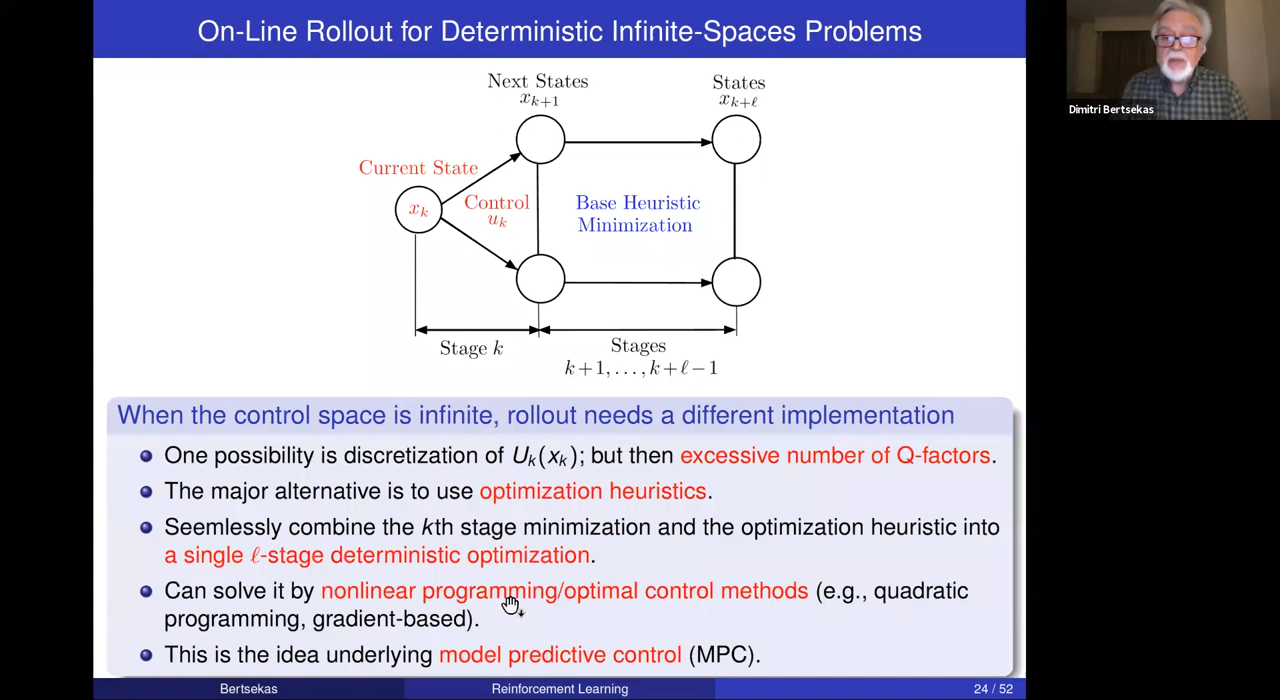 On-Line Rollout for Deterministic Infinite-Spaces Problems
Dimitri Bertsekas
Next States
x_{k+1}
States
x_{k+ℓ}
Current State
x_k
Control
u_k
Base Heuristic
Minimization
Stage k
Stages
k+1, . . . , k+ℓ−1
When the control space is infinite, rollout needs a different implementation
One possibility is discretization of U_k(x_k); but then excessive number of Q-factors.
The major alternative is to use optimization heuristics.
Seemlessly combine the kth stage minimization and the optimization heuristic into
a single ℓ-stage deterministic optimization.
Can solve it by nonlinear programming/optimal control methods (e.g., quadratic
programming, gradient-based).
This is the idea underlying model predictive control (MPC).
Bertsekas
Reinforcement Learning
24 / 52